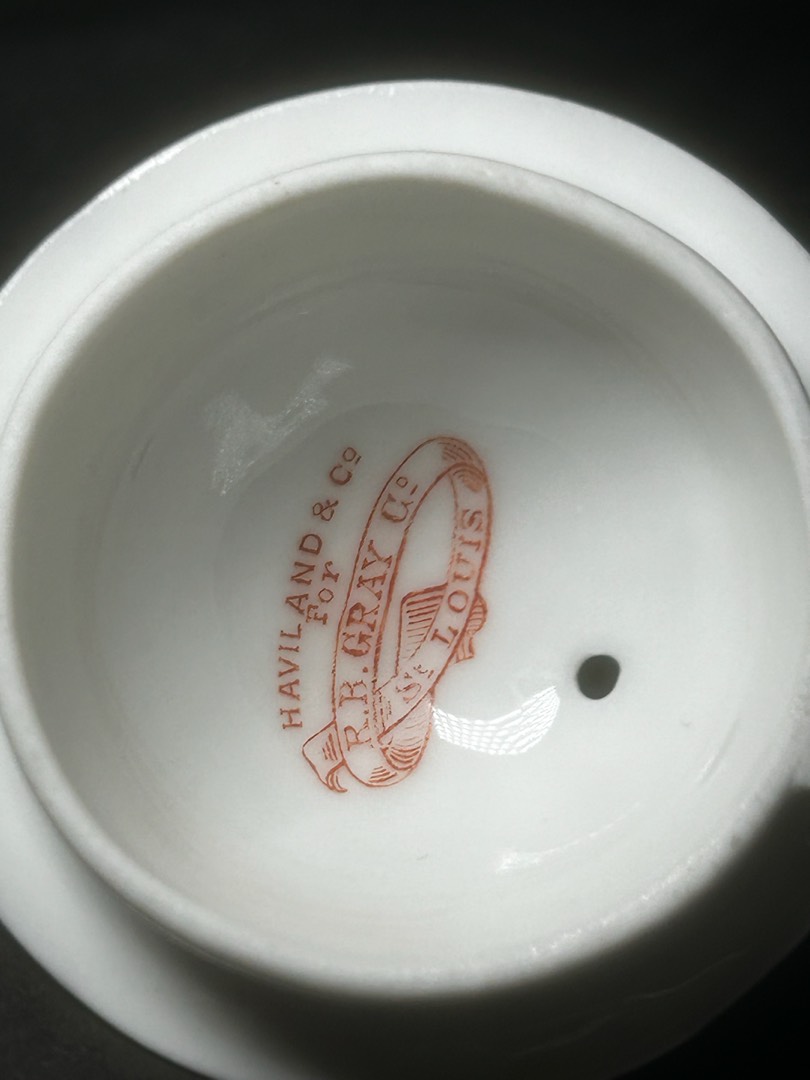 HAVILAND & Cº
For
R.B. GRAY Cº
St LOUIS